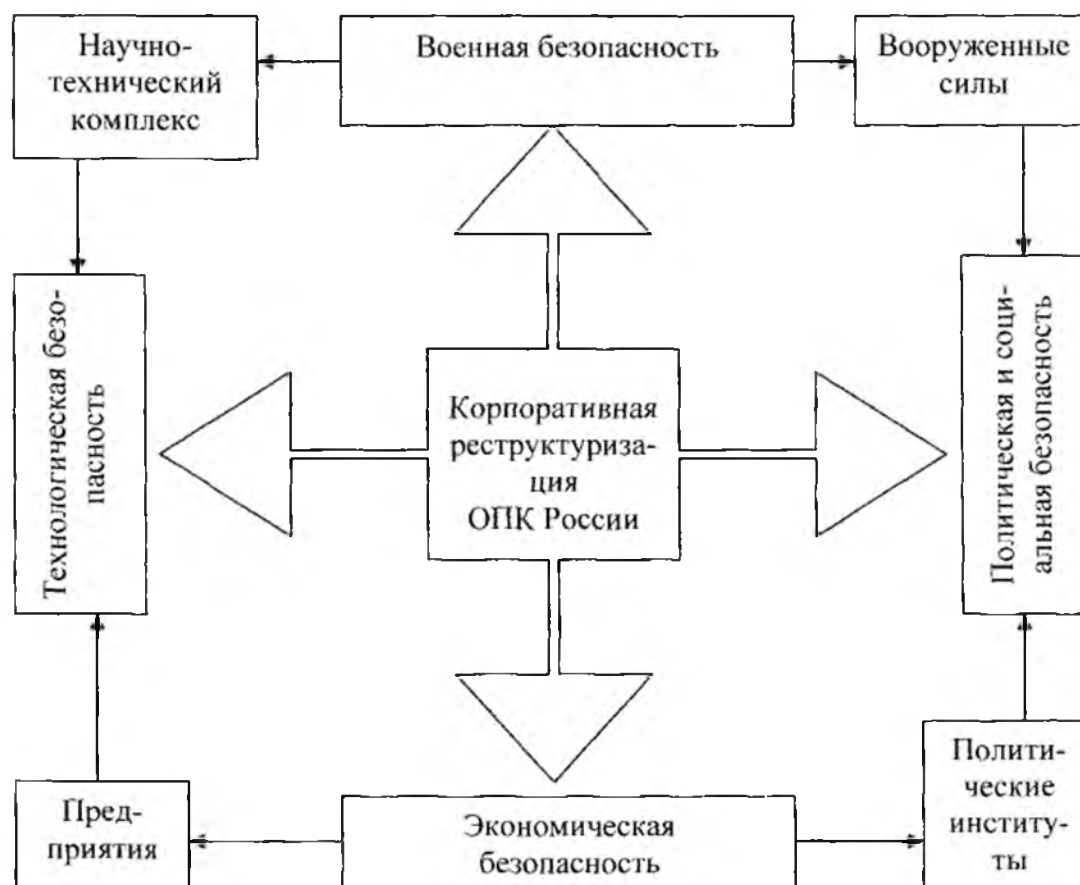 Научно-
технический
комплекс
Военная безопасность
Вооруженные
силы
Технологическая безо-
пасность
Корпоративная
реструктуриза-
ция
ОПК России
Политическая и соци-
альная безопасность
Пред-
приятия
Экономическая
безопасность
Полити-
ческие
институ-
ты